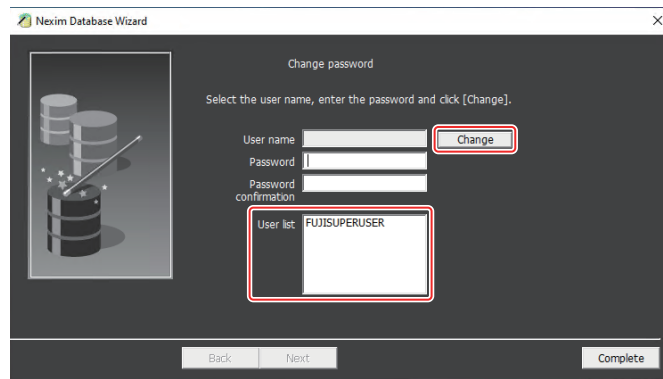 Nexim Database Wizard
Change password
Select the user name, enter the password and click [Change].
User name
Change
Password
Password
confirmation
User list
FUJISUPERUSER
Back
Next
Complete